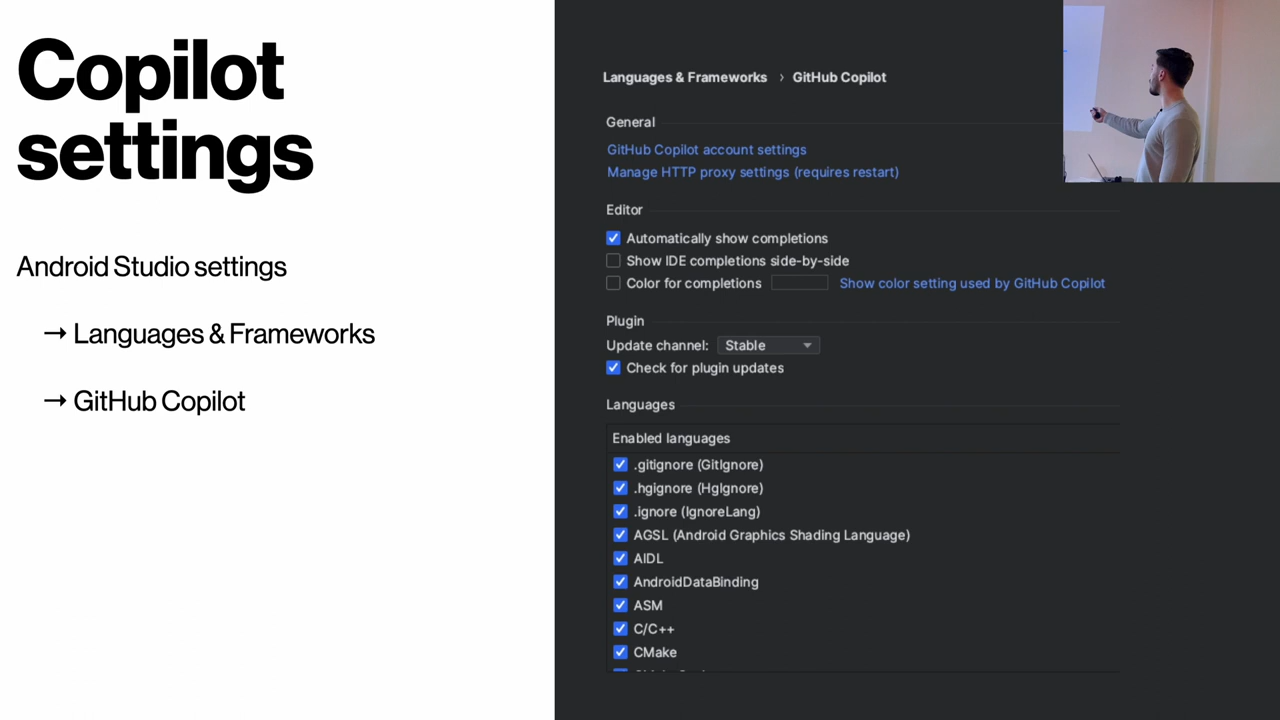 Copilot
settings
Android Studio settings
→ Languages & Frameworks
→ GitHub Copilot
Languages & Frameworks › GitHub Copilot
General
GitHub Copilot account settings
Manage HTTP proxy settings (requires restart)
Editor
Automatically show completions
Show IDE completions side-by-side
Color for completions Show color setting used by GitHub Copilot
Plugin
Update channel: Stable
Check for plugin updates
Languages
Enabled languages
.gitignore (GitIgnore)
.hgignore (HgIgnore)
.ignore (IgnoreLang)
AGSL (Android Graphics Shading Language)
AIDL
AndroidDataBinding
ASM
C/C++
CMake